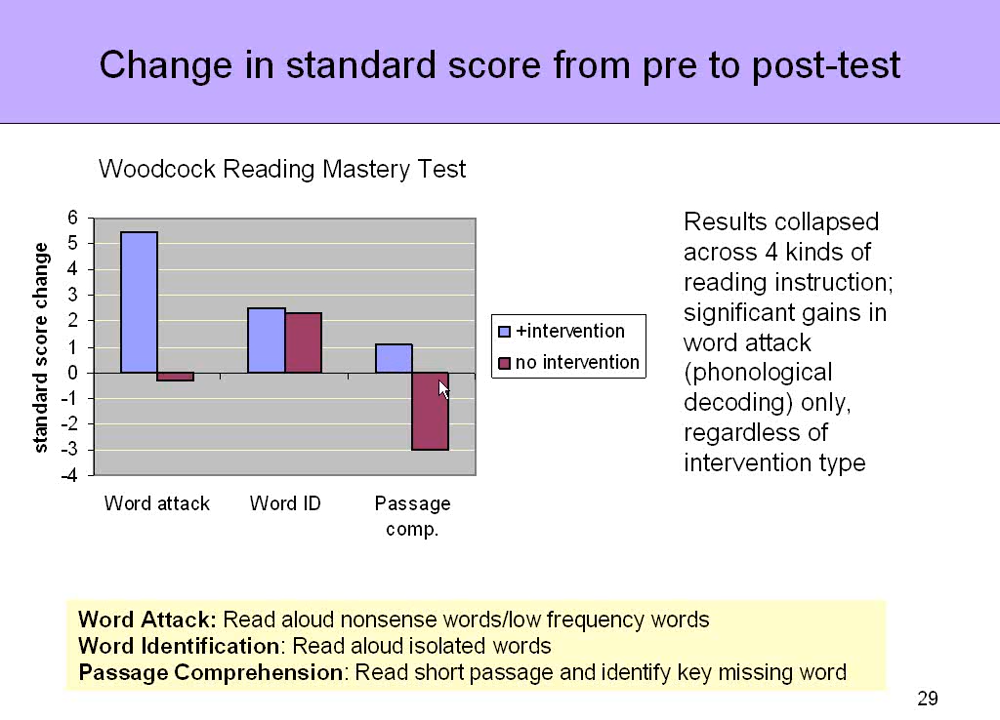 Change in standard score from pre to post-test
Woodcock Reading Mastery Test
6
5
4
3
2
1
0
-1
-2
-3
-4
standard score change
Word attack
Word ID
Passage
comp.
+intervention
no intervention
Results collapsed
across 4 kinds of
reading instruction;
significant gains in
word attack
(phonological
decoding) only,
regardless of
intervention type
Word Attack: Read aloud nonsense words/low frequency words
Word Identification: Read aloud isolated words
Passage Comprehension: Read short passage and identify key missing word
29